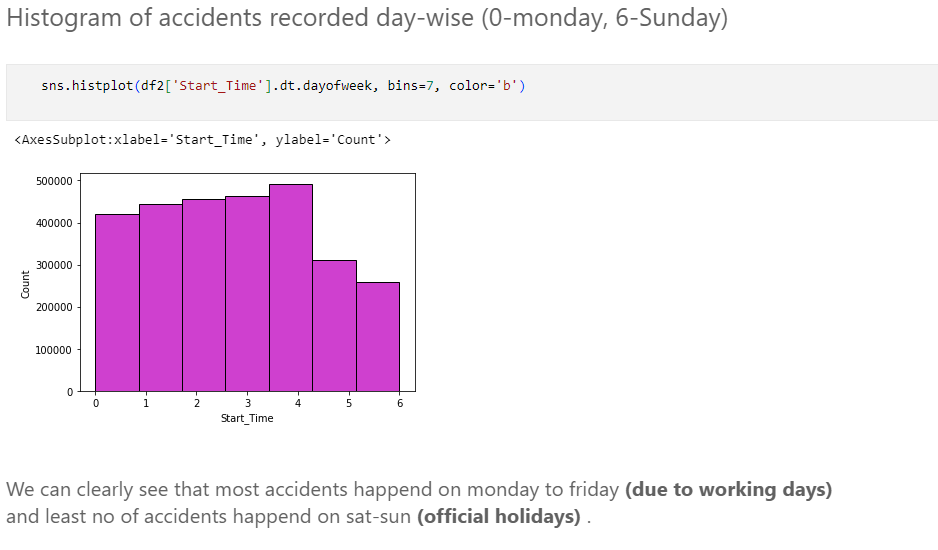 Histogram of accidents recorded day-wise (0-monday, 6-Sunday)
sns.histplot(df2['Start_Time'].dt.dayofweek, bins=7, color='b')
<AxesSubplot:xlabel='Start_Time', ylabel='Count'>
500000
400000
300000
200000
100000
0
Count
0 1 2 3 4 5 6
Start_Time
We can clearly see that most accidents happend on monday to friday (due to working days)
and least no of accidents happend on sat-sun (official holidays) .